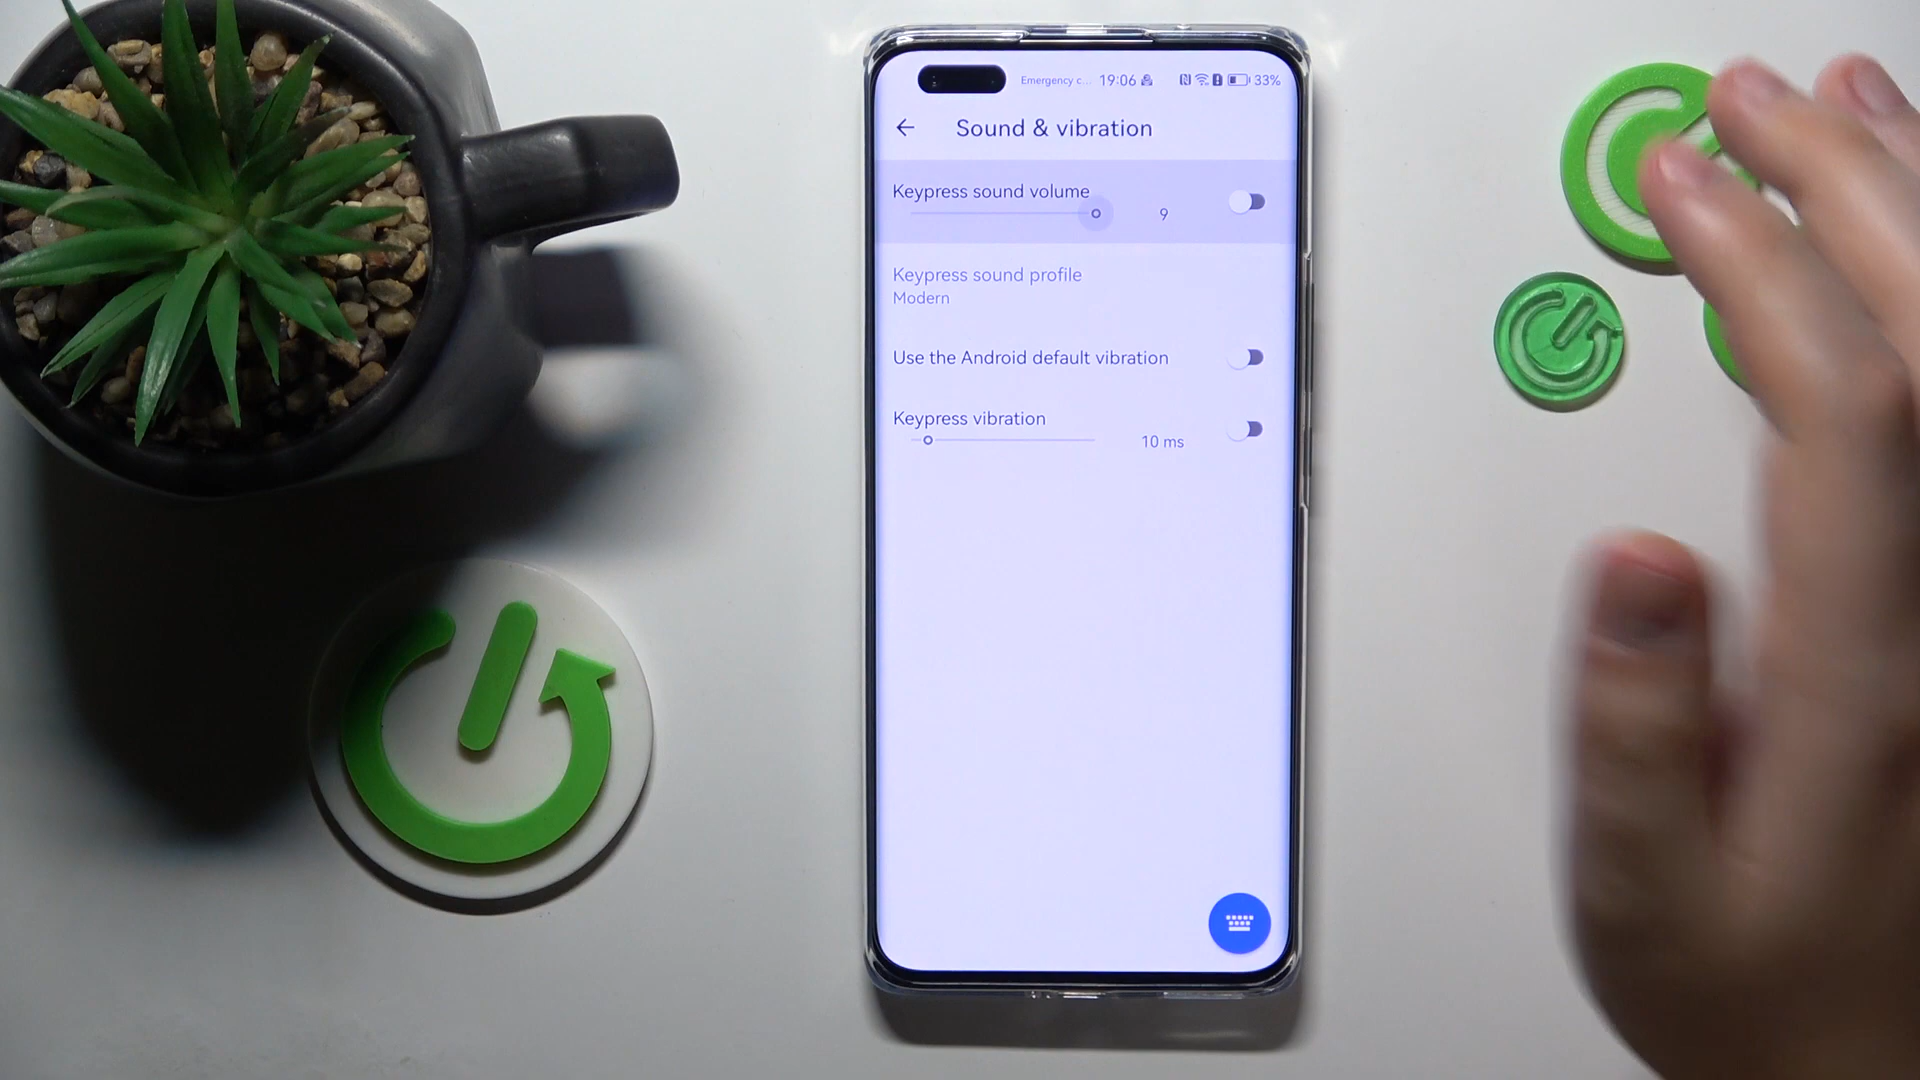 Emergency c... 19:06 33%
Sound & vibration
Keypress sound volume
9
Keypress sound profile
Modern
Use the Android default vibration
Keypress vibration
10 ms